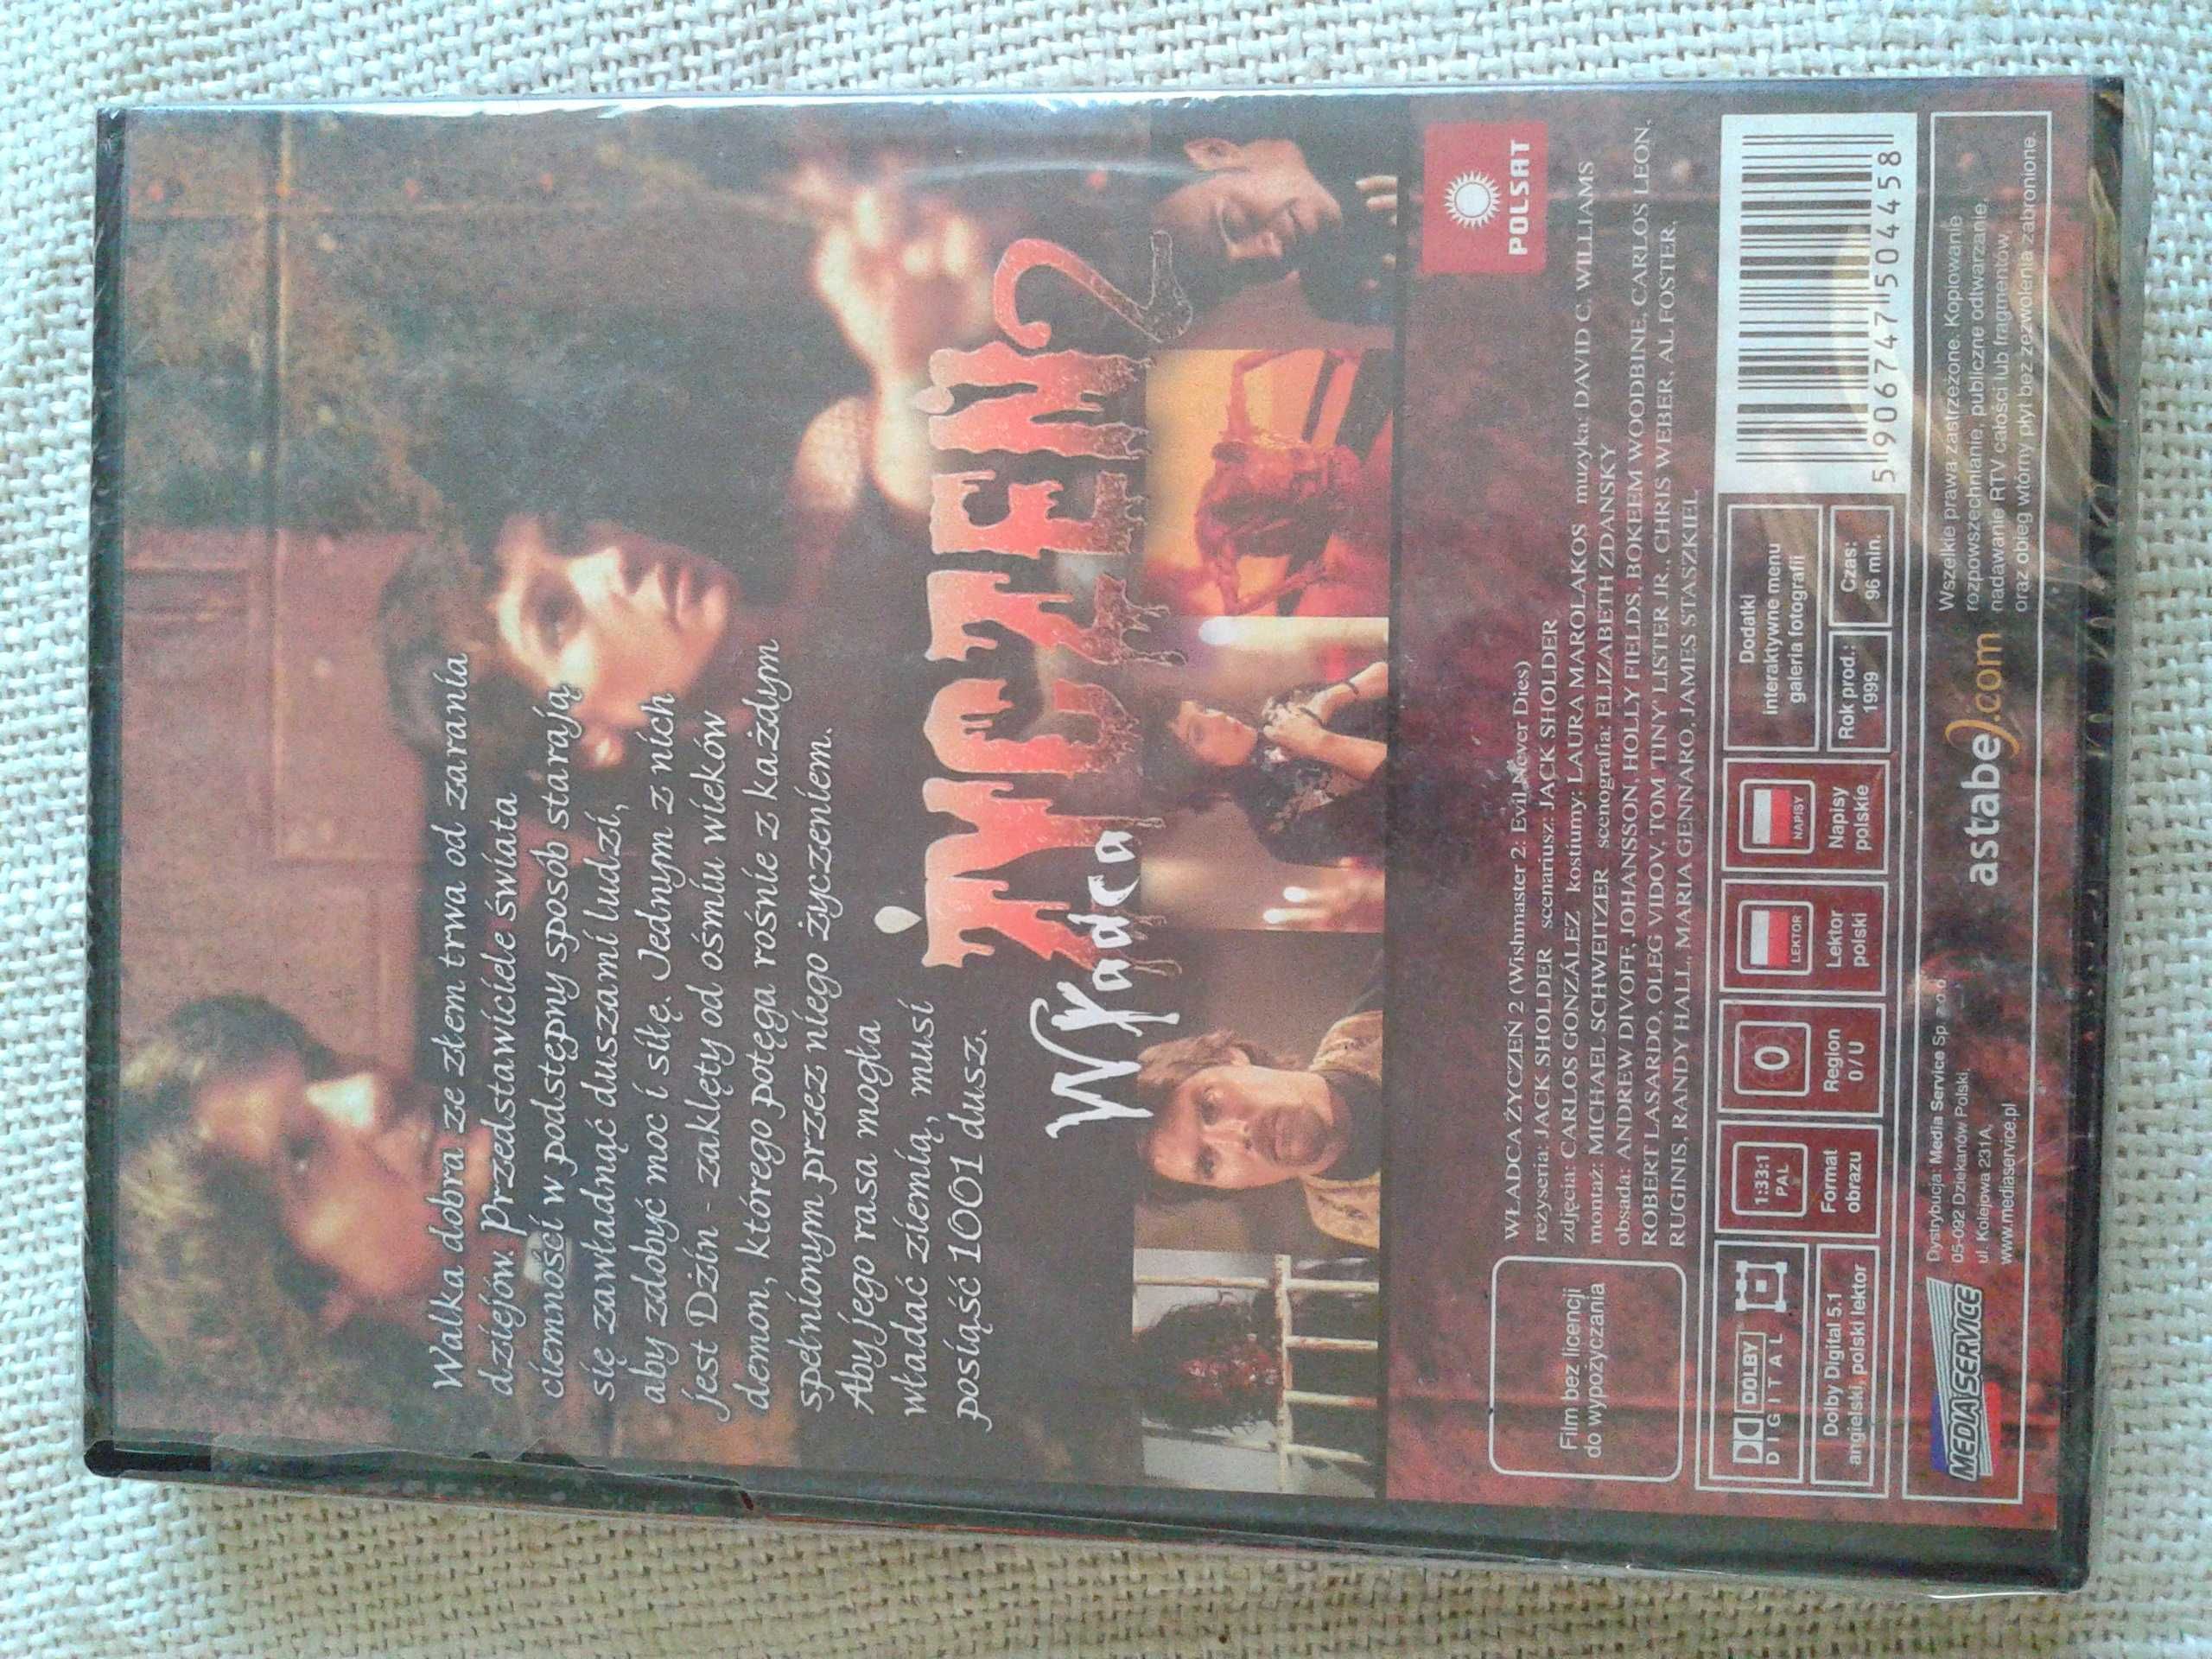 Walka dobra ze złem trwa od zarania
dziejów. Przedstawiciele świata
ciemności w podstępny sposób starają
się zawładnąć duszami ludzi,
aby zdobyć moc i siłę. Jednym z nich
jest Dżin - zaklęty od ośmiu wieków
demon, którego potęga rośnie z każdym
spełnionym przez niego życzeniem.
Aby jego rasa mogła
władać ziemią, musi
posiąść 1001 dusz.
Władca
ŻYCZEŃ 2
POLSAT
Film bez licencji
do wypożyczania
WŁADCA ŻYCZEŃ 2 (Wishmaster 2: Evil Never Dies)
reżyseria: JACK SHOLDER scenariusz: JACK SHOLDER
zdjęcia: CARLOS GONZÁLEZ kostiumy: LAURA MAROLAKOS muzyka: DAVID C. WILLIAMS
montaż: MICHAEL SCHWEITZER scenografia: ELIZABETH ZDANSKY
obsada: ANDREW DIVOFF, JOHANSSON, HOLLY FIELDS, BOKEEM WOODBINE, CARLOS LEON,
ROBERT LASARDO, OLEG VIDOV, TOM 'TINY' LISTER JR., CHRIS WEBER, AL FOSTER,
RUGINIS, RANDY HALL, MARIA GENNARO, JAMES STASZKIEL
DOLBY
DIGITAL
Dolby Digital 5.1
angielski, polski lektor
1:33:1
PAL
Format
obrazu
0
Region
0 / U
LEKTOR
Lektor
polski
NAPISY
Napisy
polskie
Dodatki
interaktywne menu
galeria fotografii
Rok prod.:
1999
Czas:
96 min.
5 906747 504458
MEDIA SERVICE
Dystrybucja: Media Service Sp. z o.o.
05-092 Dziekanów Polski,
ul. Kolejowa 231A,
www.mediaservice.pl
astabe.com
Wszelkie prawa zastrzeżone. Kopiowanie
rozpowszechnianie, publiczne odtwarzanie,
nadawanie RTV całości lub fragmentów,
oraz obieg wtórny płyt bez zezwolenia zabronione.